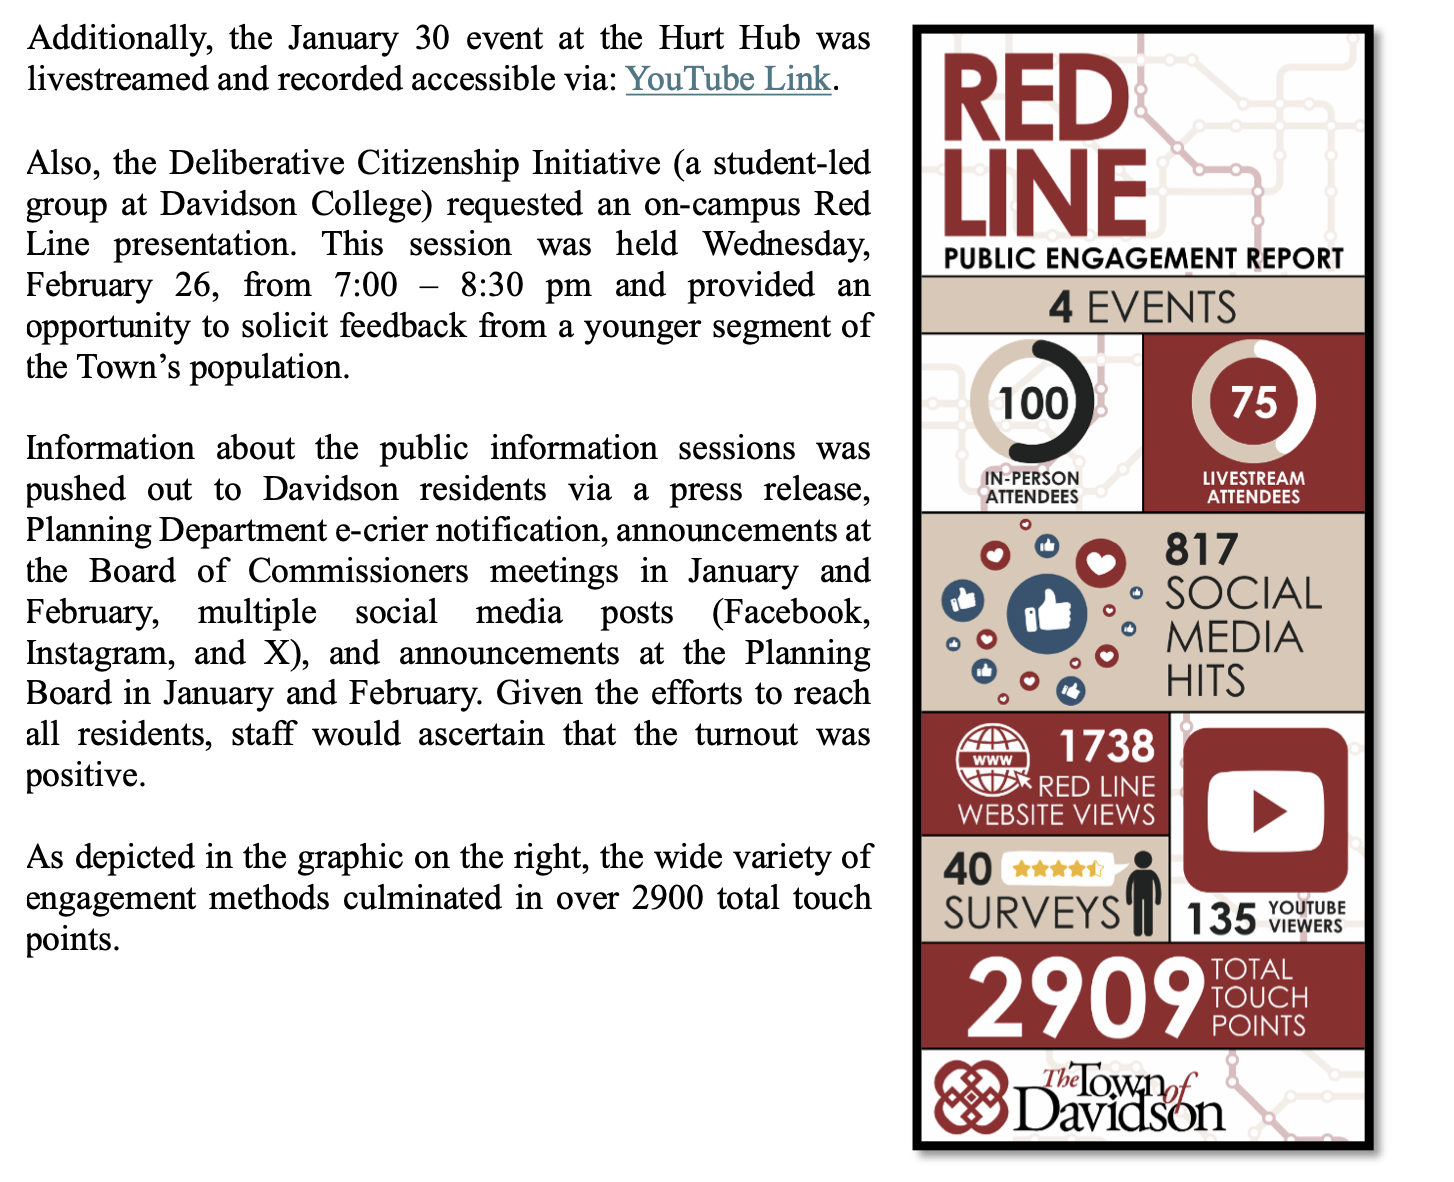 Additionally, the January 30 event at the Hurt Hub was
livestreamed and recorded accessible via: YouTube Link.
Also, the Deliberative Citizenship Initiative (a student-led
group at Davidson College) requested an on-campus Red
Line presentation. This session was held Wednesday,
February 26, from 7:00 – 8:30 pm and provided an
opportunity to solicit feedback from a younger segment of
the Town’s population.
Information about the public information sessions was
pushed out to Davidson residents via a press release,
Planning Department e-crier notification, announcements at
the Board of Commissioners meetings in January and
February, multiple social media posts (Facebook,
Instagram, and X), and announcements at the Planning
Board in January and February. Given the efforts to reach
all residents, staff would ascertain that the turnout was
positive.
As depicted in the graphic on the right, the wide variety of
engagement methods culminated in over 2900 total touch
points.
RED
LINE
PUBLIC ENGAGEMENT REPORT
4 EVENTS
100
IN-PERSON
ATTENDEES
75
LIVESTREAM
ATTENDEES
817
SOCIAL
MEDIA
HITS
www
1738
RED LINE
WEBSITE VIEWS
40
SURVEYS
135 YOUTUBE
VIEWERS
2909 TOTAL
TOUCH
POINTS
The Town of
Davidson